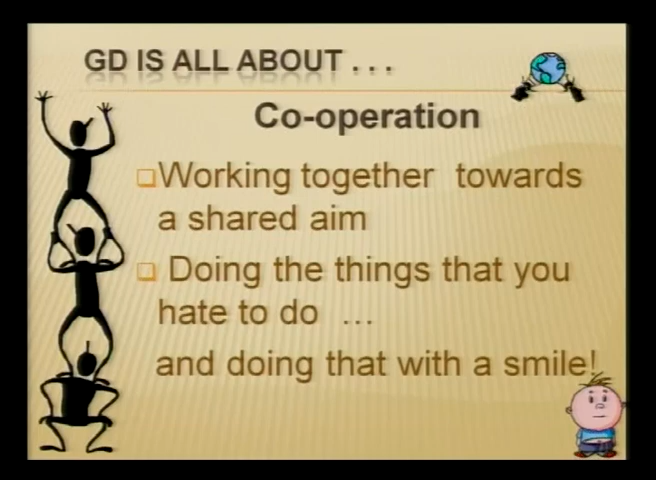 GD IS ALL ABOUT . . .
Co-operation
Working together towards
a shared aim
Doing the things that you
hate to do ...
and doing that with a smile!